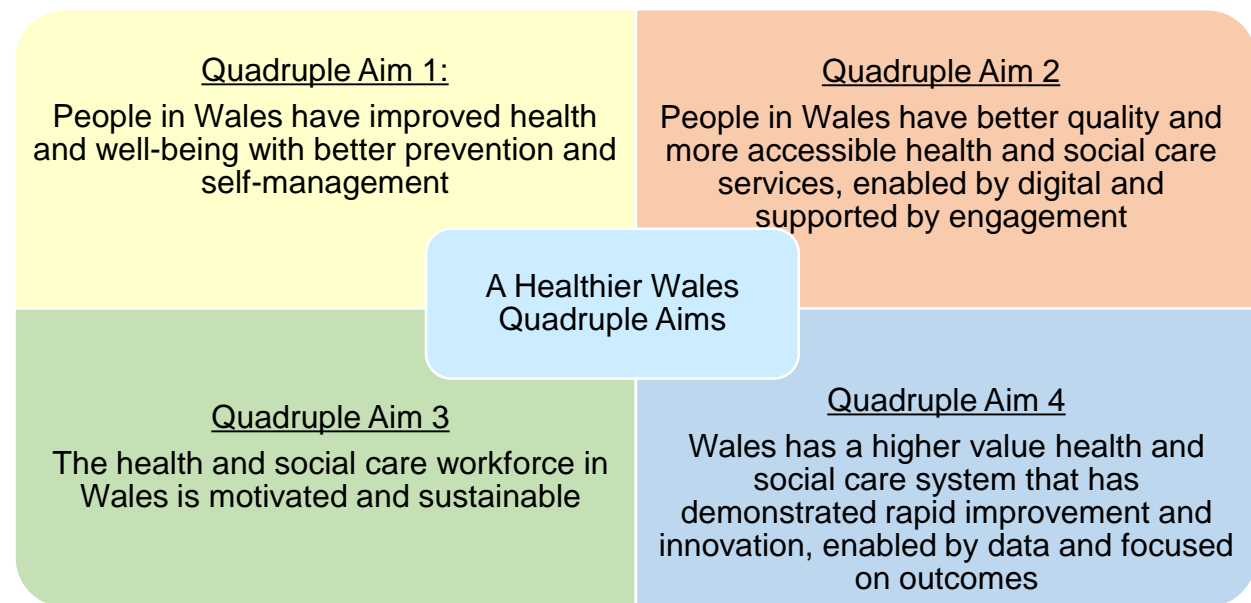 Quadruple Aim 1:
People in Wales have improved health
and well-being with better prevention and
self-management
Quadruple Aim 2
People in Wales have better quality and
more accessible health and social care
services, enabled by digital and
supported by engagement
A Healthier Wales
Quadruple Aims
Quadruple Aim 3
The health and social care workforce in
Wales is motivated and sustainable
Quadruple Aim 4
Wales has a higher value health and
social care system that has
demonstrated rapid improvement and
innovation, enabled by data and focused
on outcomes